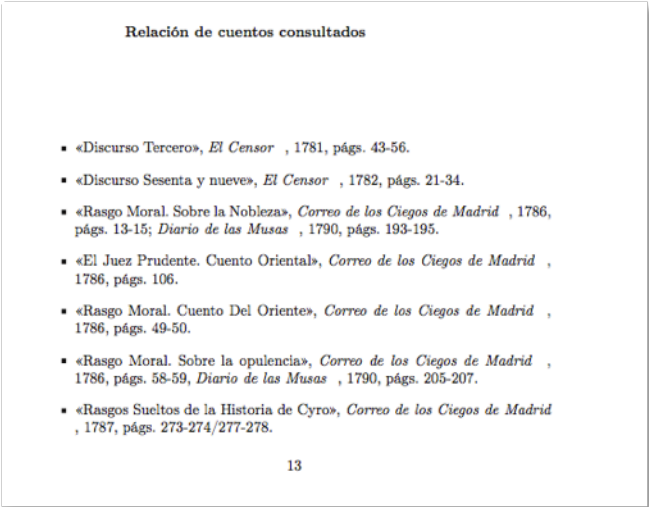 Relación de cuentos consultados
▪ «Discurso Tercero», El Censor , 1781, págs. 43-56.
▪ «Discurso Sesenta y nueve», El Censor , 1782, págs. 21-34.
▪ «Rasgo Moral. Sobre la Nobleza», Correo de los Ciegos de Madrid , 1786,
págs. 13-15; Diario de las Musas , 1790, págs. 193-195.
▪ «El Juez Prudente. Cuento Oriental», Correo de los Ciegos de Madrid ,
1786, págs. 106.
▪ «Rasgo Moral. Cuento Del Oriente», Correo de los Ciegos de Madrid ,
1786, págs. 49-50.
▪ «Rasgo Moral. Sobre la opulencia», Correo de los Ciegos de Madrid ,
1786, págs. 58-59, Diario de las Musas , 1790, págs. 205-207.
▪ «Rasgos Sueltos de la Historia de Cyro», Correo de los Ciegos de Madrid
, 1787, págs. 273-274/277-278.
13